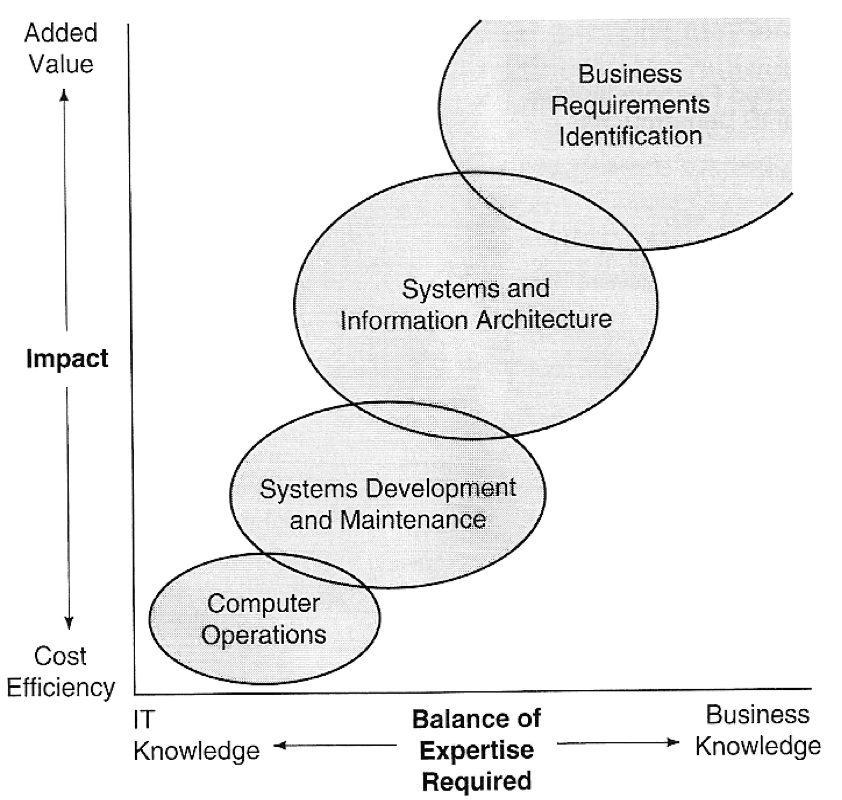 Added
Value
Business
Requirements
Identification
Systems and
Information Architecture
Impact
Systems Development
and Maintenance
Computer
Operations
Cost
Efficiency
IT
Knowledge
Balance of
Expertise
Required
Business
Knowledge